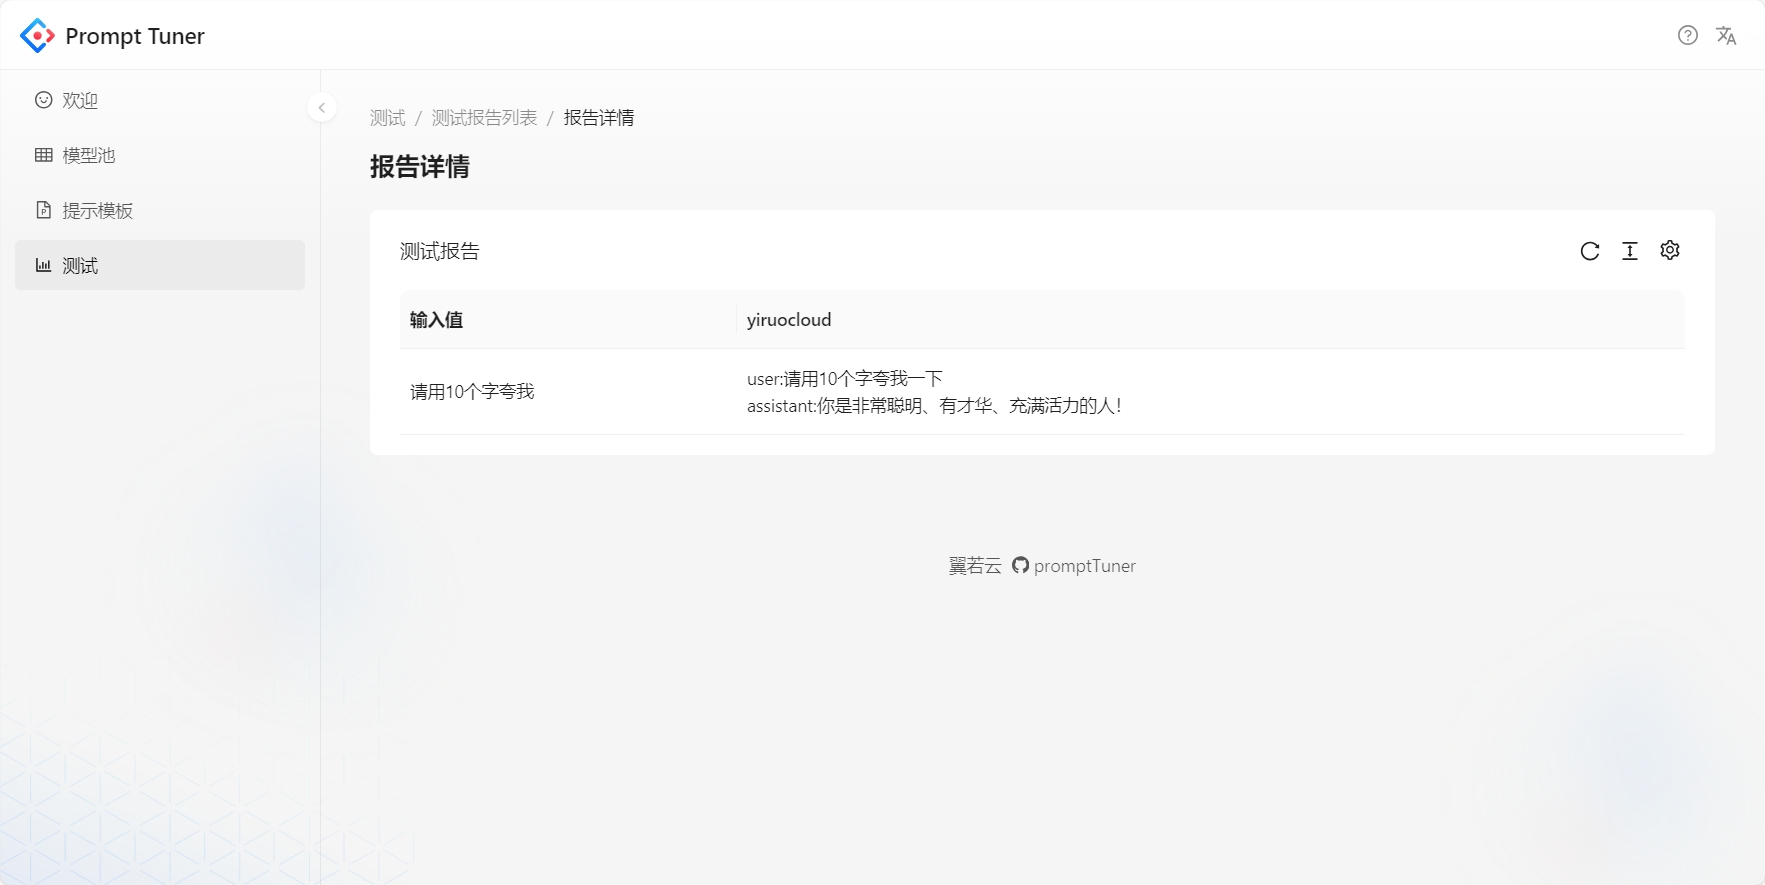 Prompt Tuner
欢迎
模型池
提示模板
测试
测试 / 测试报告列表 / 报告详情
报告详情
测试报告
输入值
yiruocloud
请用10个字夸我
user:请用10个字夸我一下
assistant:你是非常聪明、有才华、充满活力的人！
翼若云 promptTuner